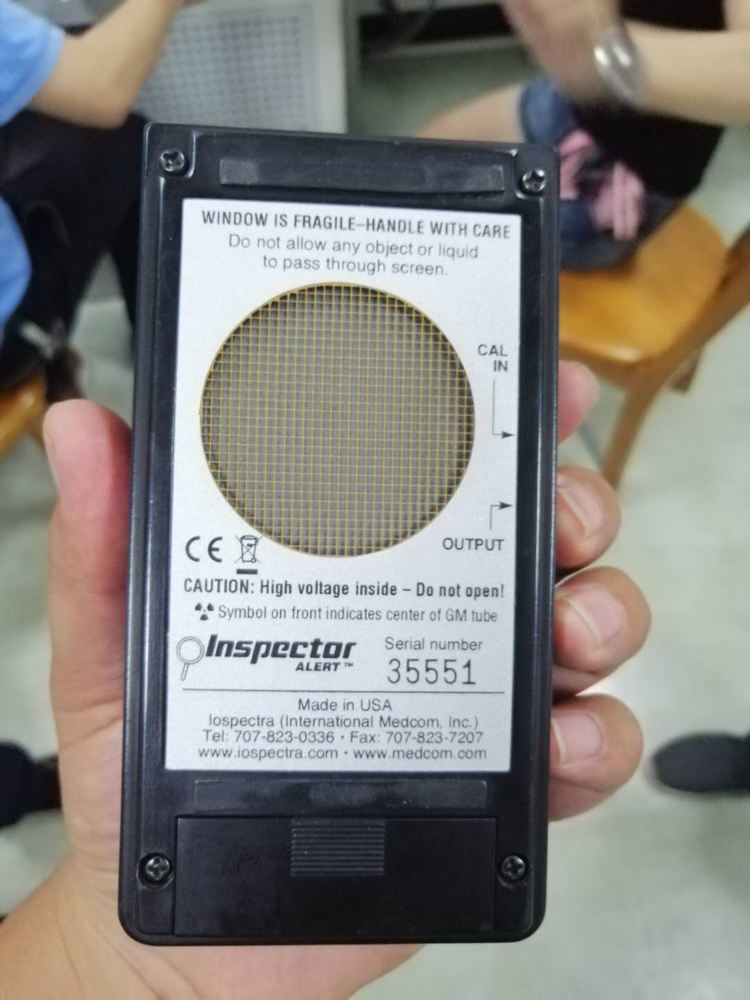 WINDOW IS FRAGILE–HANDLE WITH CARE
Do not allow any object or liquid
to pass through screen.
CAL
IN
OUTPUT
CE
CAUTION: High voltage inside – Do not open!
Symbol on front indicates center of GM tube
Inspector
ALERT™
Serial number
35551
Made in USA
Iospectra (International Medcom, Inc.)
Tel: 707-823-0336 • Fax: 707-823-7207
www.iospectra.com • www.medcom.com